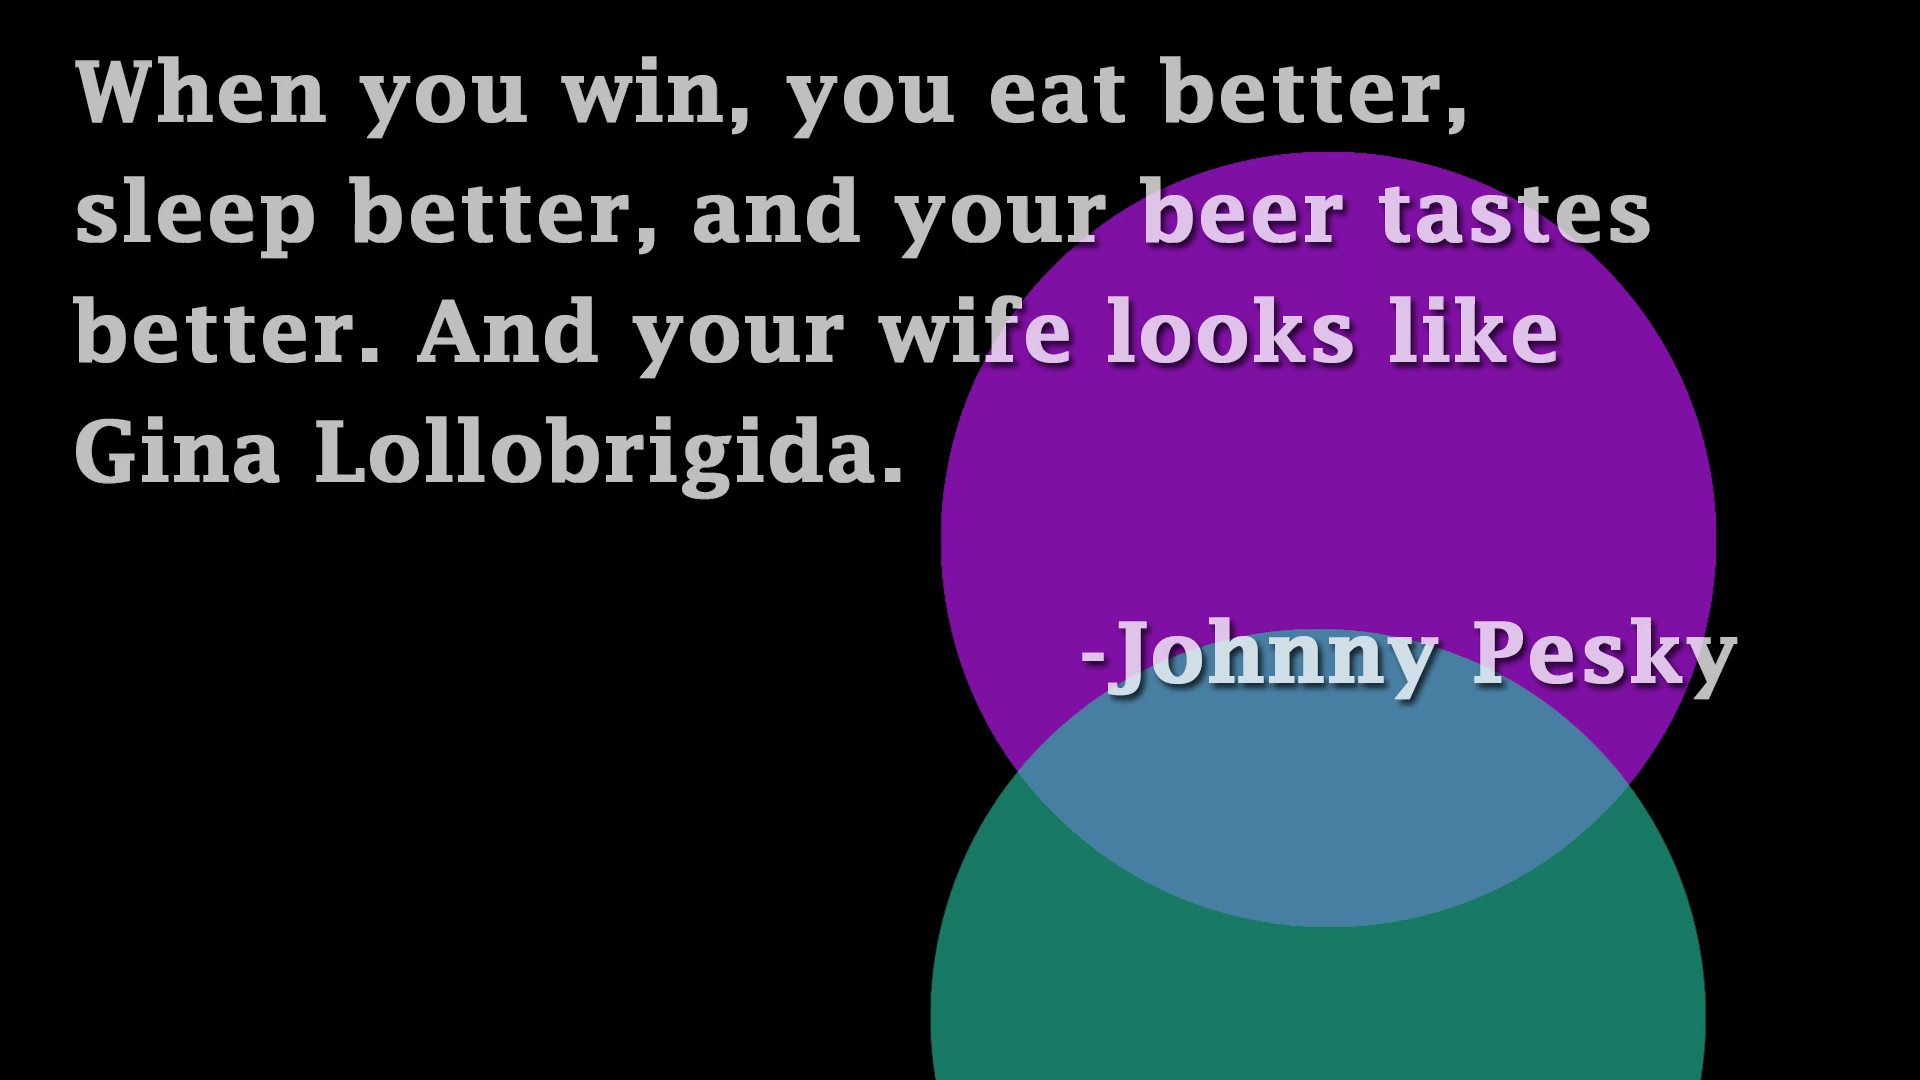 When you win, you eat better,
sleep better, and your beer tastes
better. And your wife looks like
Gina Lollobrigida.
-Johnny Pesky